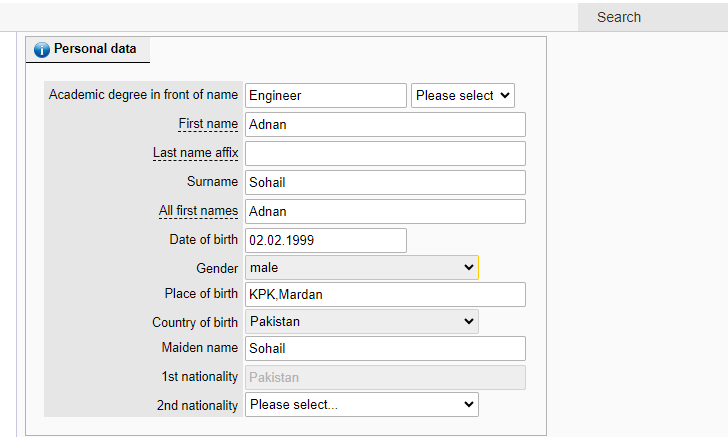 Search
Personal data
Academic degree in front of name Engineer Please select
First name Adnan
Last name affix
Surname Sohail
All first names Adnan
Date of birth 02.02.1999
Gender male
Place of birth KPK,Mardan
Country of birth Pakistan
Maiden name Sohail
1st nationality Pakistan
2nd nationality Please select...